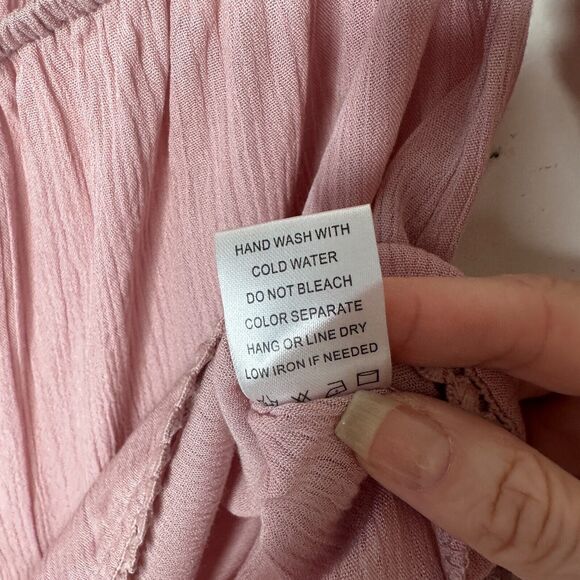 HAND WASH WITH
COLD WATER
DO NOT BLEACH
COLOR SEPARATE
HANG OR LINE DRY
LOW IRON IF NEEDED